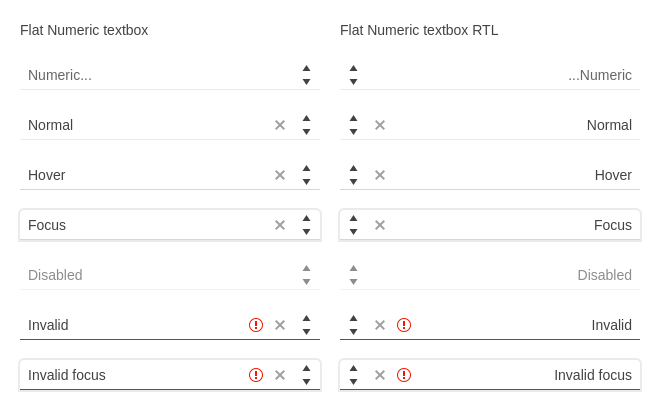 Flat Numeric textbox
Numeric...
Normal
Hover
Focus
Disabled
Invalid
Invalid focus
Flat Numeric textbox RTL
...Numeric
Normal
Hover
Focus
Disabled
Invalid
Invalid focus